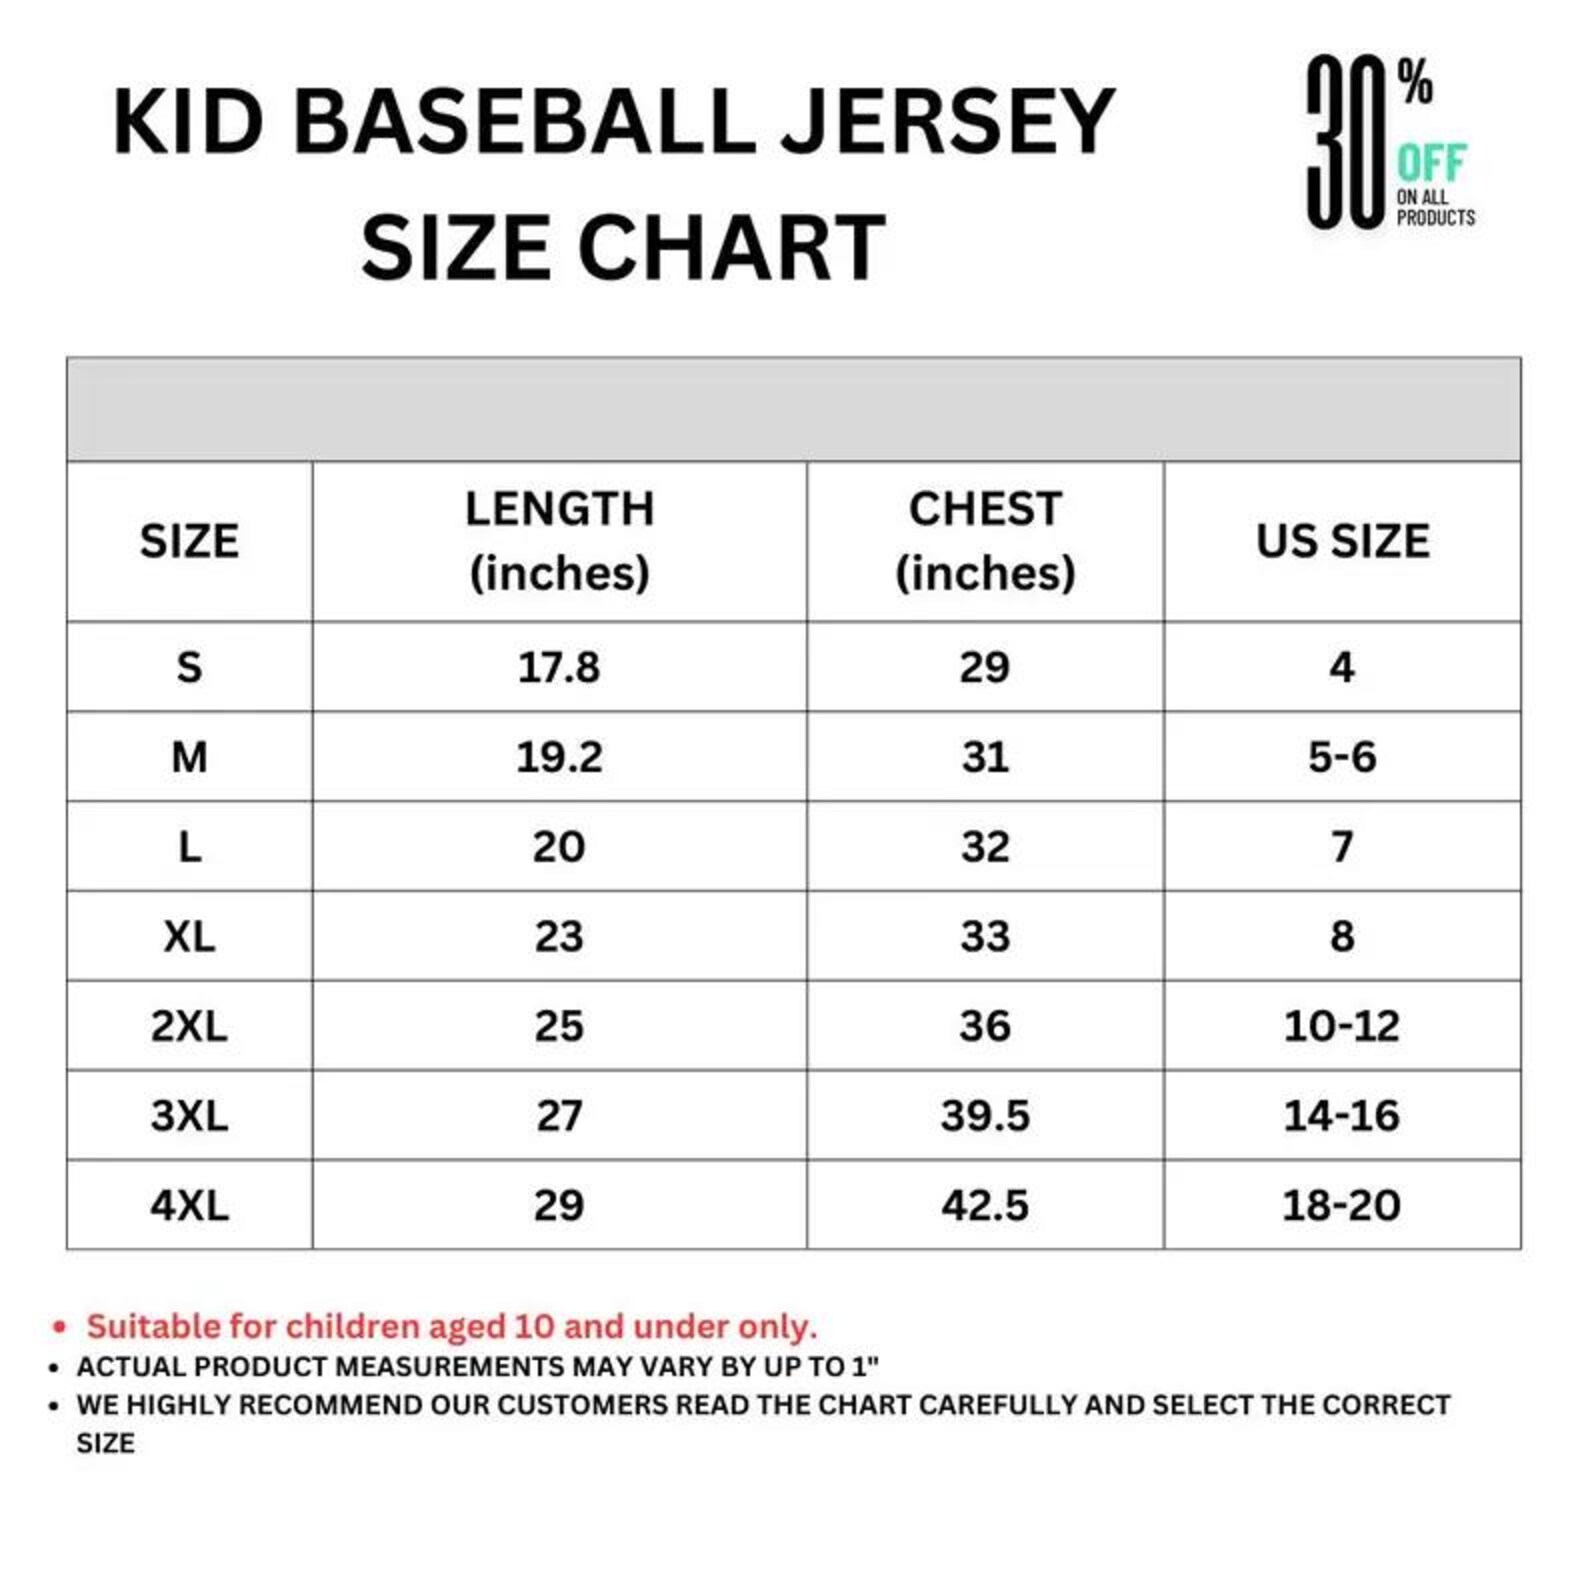 KID BASEBALL JERSEY
SIZE CHART
30%
OFF
ON ALL
PRODUCTS
SIZE LENGTH (inches) CHEST (inches) US SIZE
S 17.8 29 4
M 19.2 31 5-6
L 20 32 7
XL 23 33 8
2XL 25 36 10-12
3XL 27 39.5 14-16
4XL 29 42.5 18-20
• Suitable for children aged 10 and under only.
• ACTUAL PRODUCT MEASUREMENTS MAY VARY BY UP TO 1"
• WE HIGHLY RECOMMEND OUR CUSTOMERS READ THE CHART CAREFULLY AND SELECT THE CORRECT
SIZE